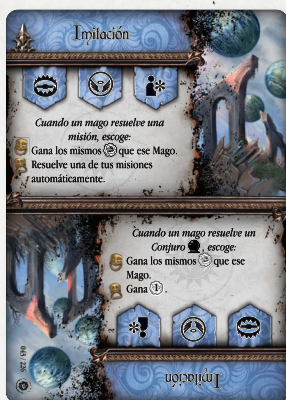 Imitación
Cuando un mago resuelve una
misión, escoge:
Gana los mismos que ese Mago.
Resuelve una de tus misiones
automáticamente.
Cuando un mago resuelve un
Conjuro , escoge:
Gana los mismos que ese
Mago.
Gana 1.
Imitación